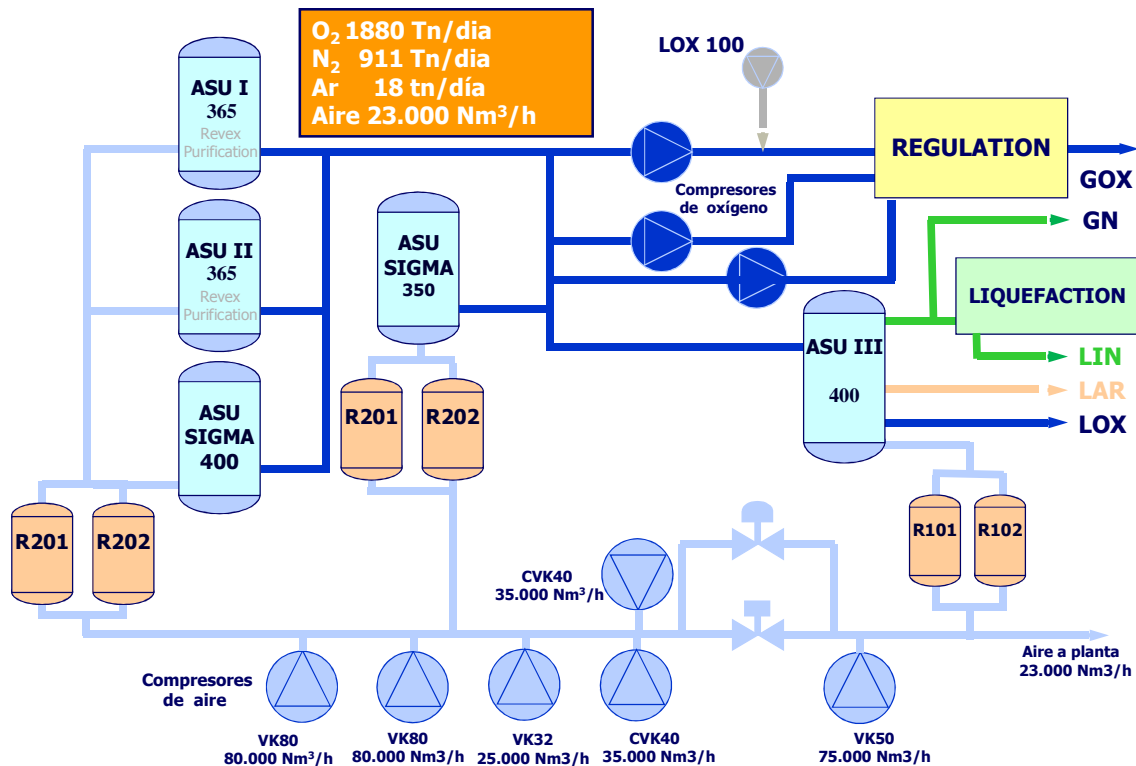 O2 1880 Tn/dia
N2 911 Tn/dia
Ar 18 tn/día
Aire 23.000 Nm3/h
LOX 100
ASU I
365
Revex
Purification
REGULATION
GOX
Compresores
de oxígeno
ASU II
365
Revex
Purification
ASU
SIGMA
350
GN
LIQUEFACTION
ASU III
400
LIN
LAR
LOX
ASU
SIGMA
400
R201
R202
R201
R202
R101
R102
CVK40
35.000 Nm3/h
Aire a planta
23.000 Nm3/h
Compresores
de aire
VK80
80.000 Nm3/h
VK80
80.000 Nm3/h
VK32
25.000 Nm3/h
CVK40
35.000 Nm3/h
VK50
75.000 Nm3/h